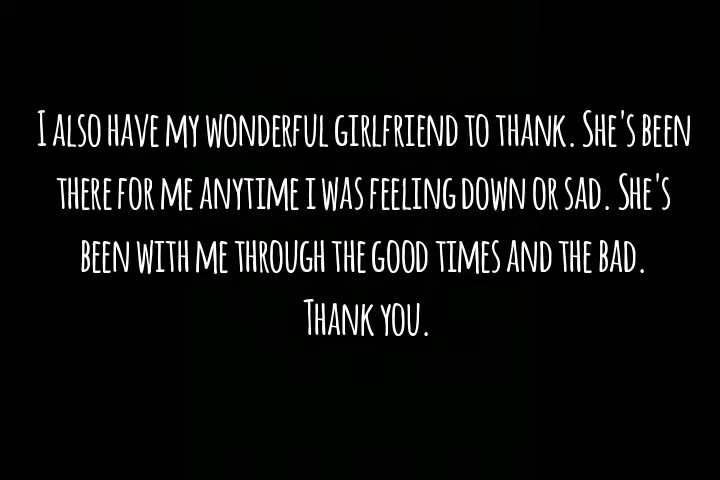 I also have my wonderful girlfriend to thank. She's been
there for me anytime i was feeling down or sad. She's
been with me through the good times and the bad.
Thank you.